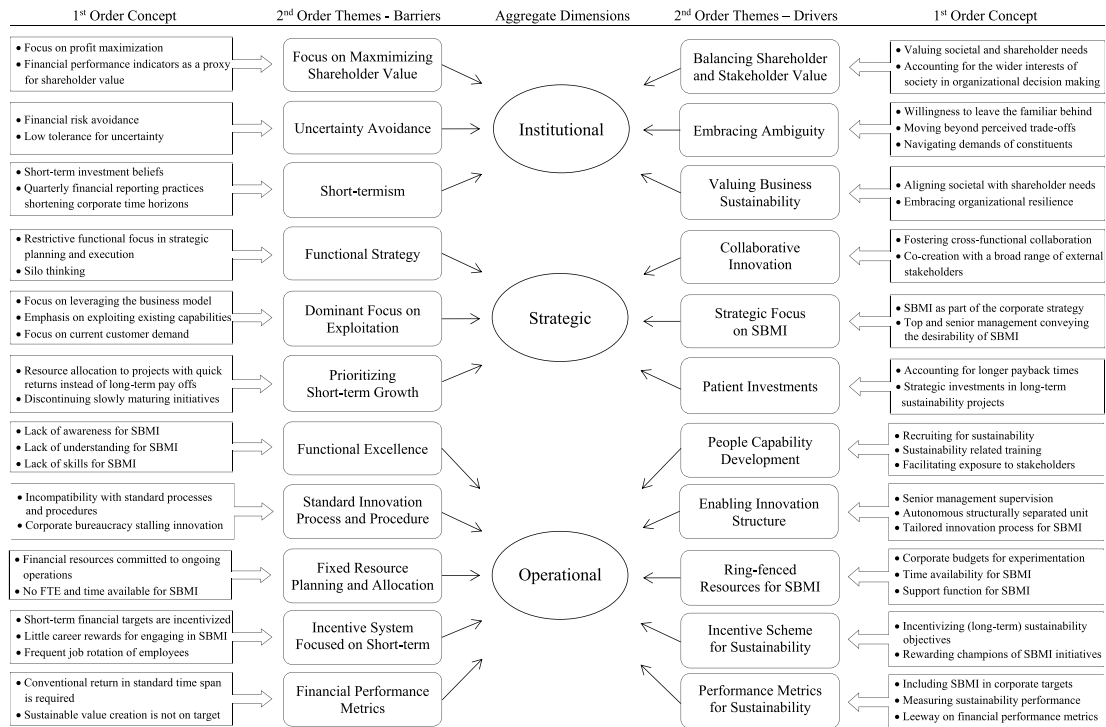 1st Order Concept
2nd Order Themes - Barriers
Aggregate Dimensions
2nd Order Themes – Drivers
1st Order Concept
• Focus on profit maximization
• Financial performance indicators as a proxy
for shareholder value
Focus on Maxmimizing
Shareholder Value
Balancing Shareholder
and Stakeholder Value
• Valuing societal and shareholder needs
• Accounting for the wider interests of
society in organizational decision making
• Financial risk avoidance
• Low tolerance for uncertainty
Uncertainty Avoidance
Institutional
Embracing Ambiguity
• Willingness to leave the familiar behind
• Moving beyond perceived trade-offs
• Navigating demands of constituents
• Short-term investment beliefs
• Quarterly financial reporting practices
shortening corporate time horizons
Short-termism
Valuing Business
Sustainability
• Aligning societal with shareholder needs
• Embracing organizational resilience
• Restrictive functional focus in strategic
planning and execution
• Silo thinking
Functional Strategy
Collaborative
Innovation
• Fostering cross-functional collaboration
• Co-creation with a broad range of external
stakeholders
• Focus on leveraging the business model
• Emphasis on exploiting existing capabilities
• Focus on current customer demand
Dominant Focus on
Exploitation
Strategic
Strategic Focus
on SBMI
• SBMI as part of the corporate strategy
• Top and senior management conveying
the desirability of SBMI
• Resource allocation to projects with quick
returns instead of long-term pay offs
• Discontinuing slowly maturing initiatives
Prioritizing
Short-term Growth
Patient Investments
• Accounting for longer payback times
• Strategic investments in long-term
sustainability projects
• Lack of awareness for SBMI
• Lack of understanding for SBMI
• Lack of skills for SBMI
Functional Excellence
People Capability
Development
• Recruiting for sustainability
• Sustainability related training
• Facilitating exposure to stakeholders
• Incompatibility with standard processes
and procedures
• Corporate bureaucracy stalling innovation
Standard Innovation
Process and Procedure
Enabling Innovation
Structure
• Senior management supervision
• Autonomous structurally separated unit
• Tailored innovation process for SBMI
• Financial resources committed to ongoing
operations
• No FTE and time available for SBMI
Fixed Resource
Planning and Allocation
Operational
Ring-fenced
Resources for SBMI
• Corporate budgets for experimentation
• Time availability for SBMI
• Support function for SBMI
• Short-term financial targets are incentivized
• Little career rewards for engaging in SBMI
• Frequent job rotation of employees
Incentive System
Focused on Short-term
Incentive Scheme
for Sustainability
• Incentivizing (long-term) sustainability
objectives
• Rewarding champions of SBMI initiatives
• Conventional return in standard time span
is required
• Sustainable value creation is not on target
Financial Performance
Metrics
Performance Metrics
for Sustainability
• Including SBMI in corporate targets
• Measuring sustainability performance
• Leeway on financial performance metrics